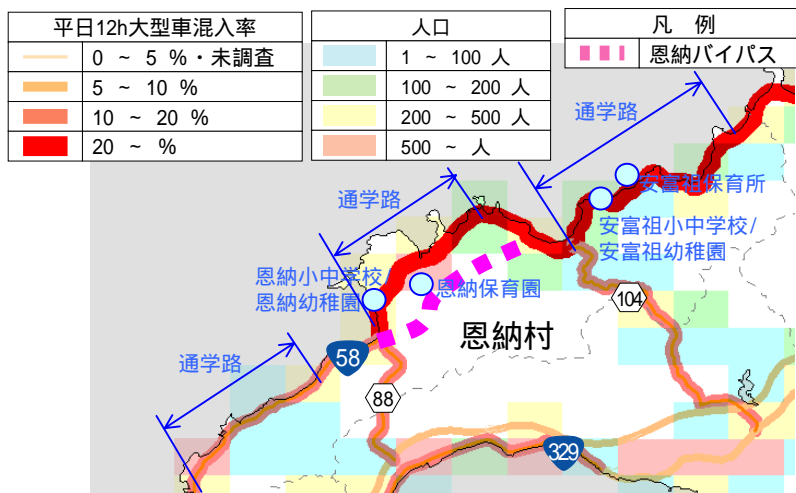 平日12h大型車混入率
0 ~ 5 %・未調査
5 ~ 10 %
10 ~ 20 %
20 ~ %
人口
1 ~ 100 人
100 ~ 200 人
200 ~ 500 人
500 ~ 人
凡 例
恩納バイパス
通学路
安富祖保育所
通学路
安富祖小中学校/
安富祖幼稚園
恩納小中学校/
恩納幼稚園
恩納保育園
104
恩納村
通学路
58
88
329